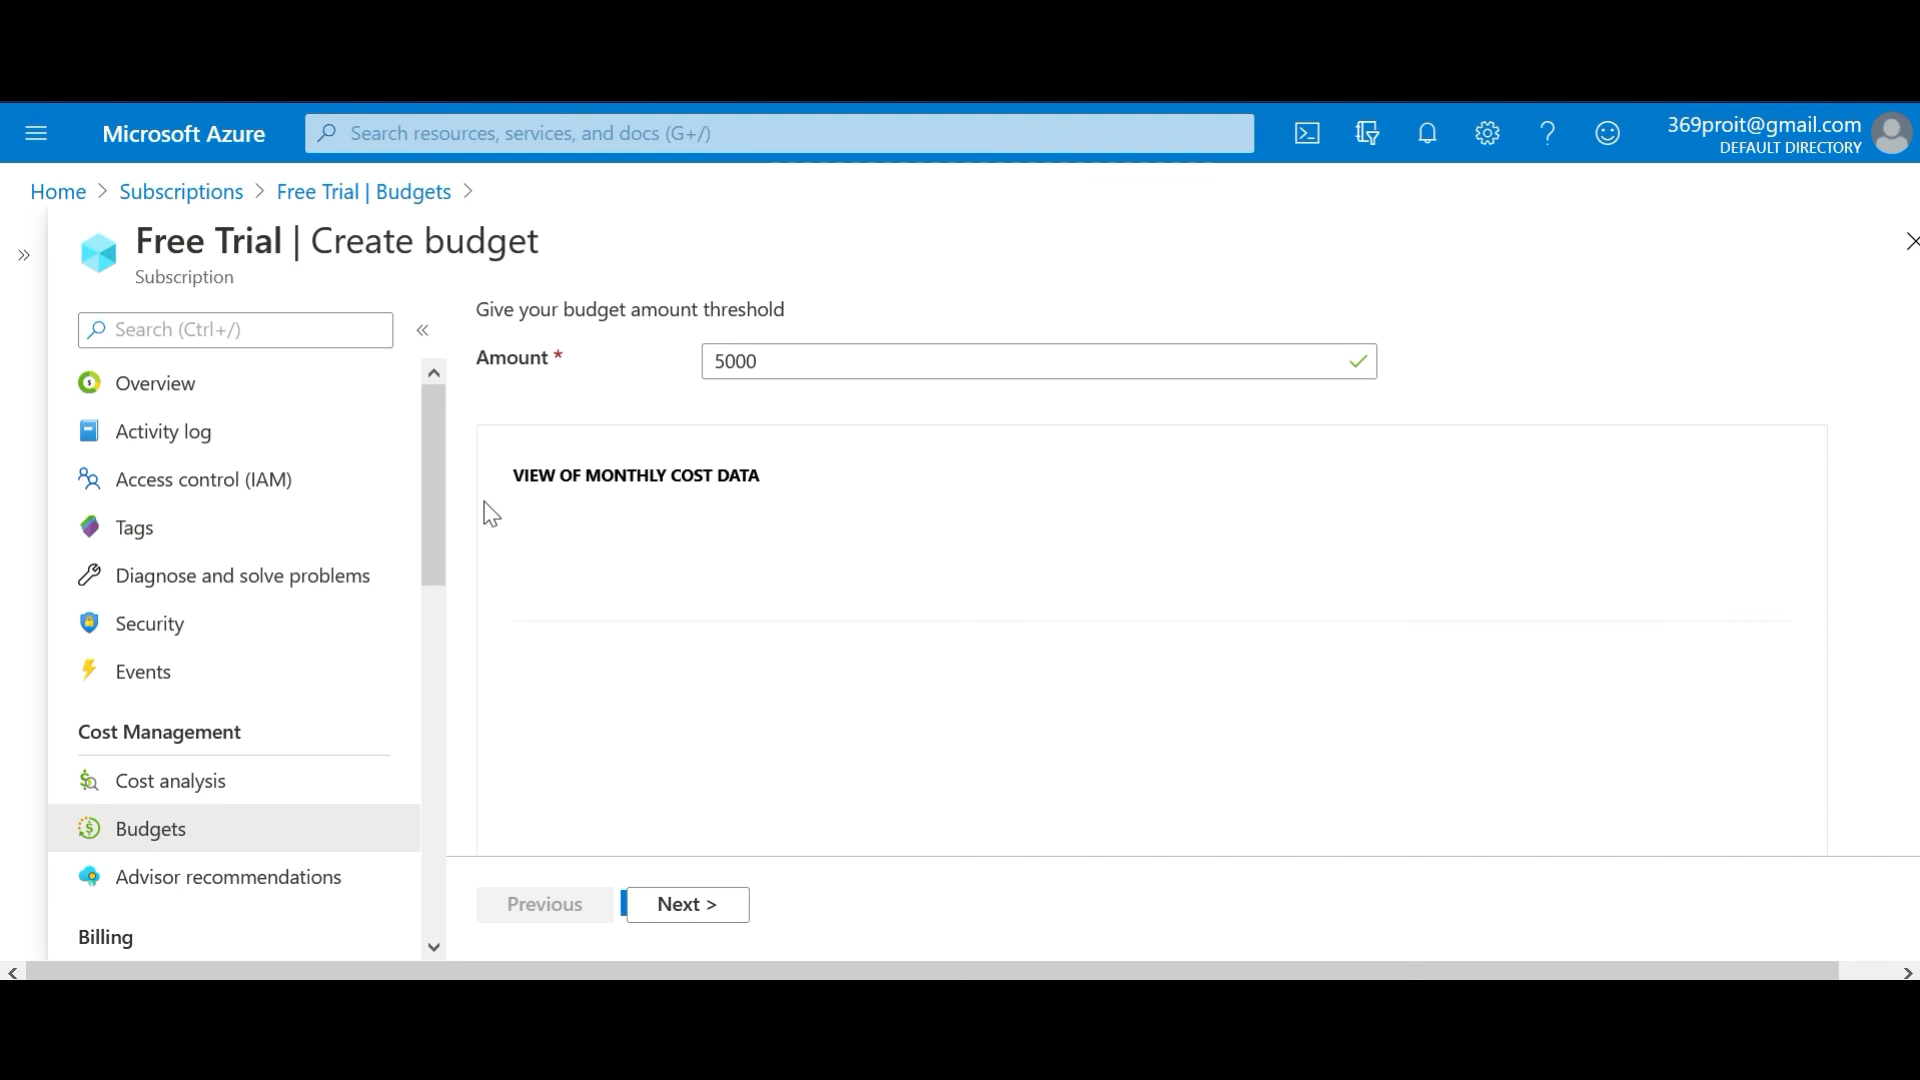 Microsoft Azure
Search resources, services, and docs (G+/)
369proit@gmail.com
DEFAULT DIRECTORY
Home > Subscriptions > Free Trial | Budgets >
Free Trial | Create budget
Subscription
Search (Ctrl+/)
Overview
Activity log
Access control (IAM)
Tags
Diagnose and solve problems
Security
Events
Cost Management
Cost analysis
Budgets
Advisor recommendations
Billing
Give your budget amount threshold
Amount *
5000
VIEW OF MONTHLY COST DATA
Previous
Next >